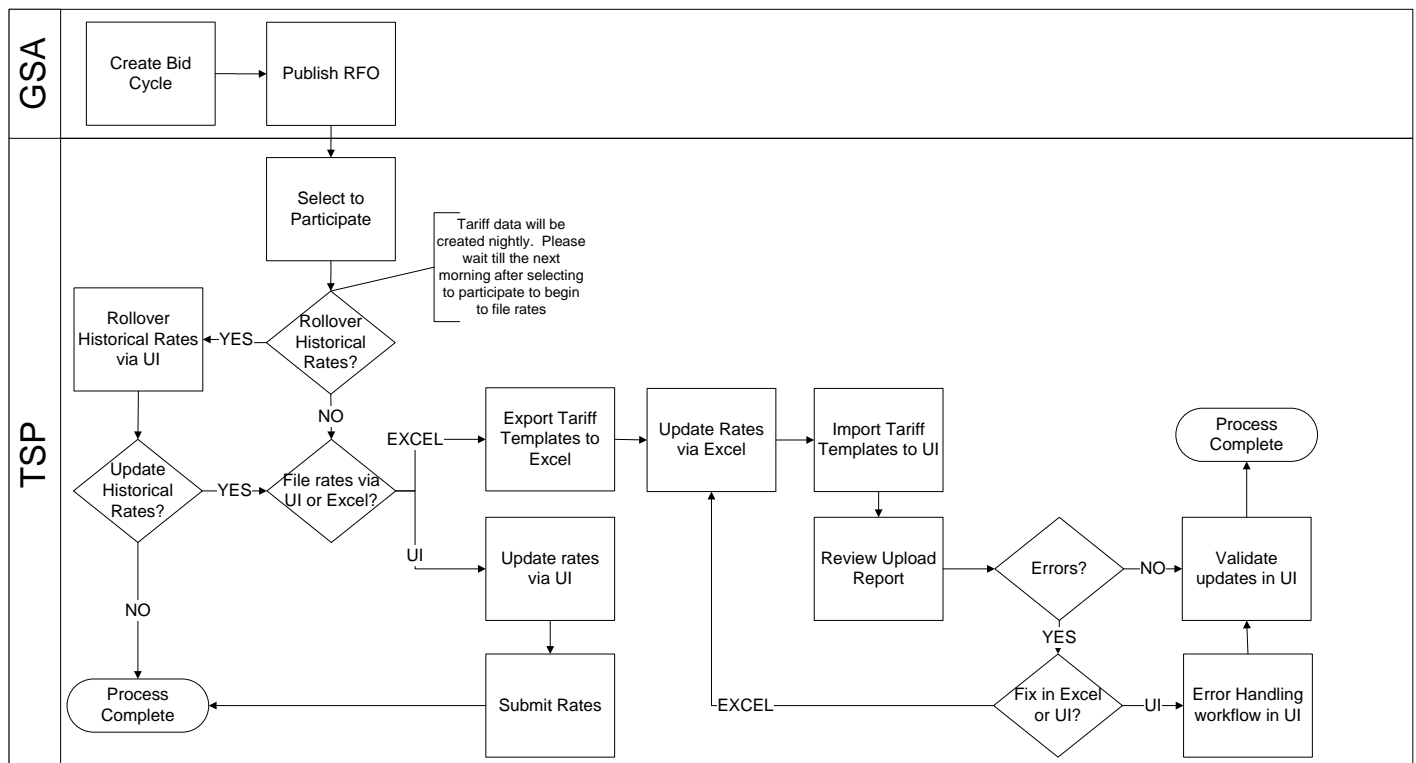 GSA
Create Bid
Cycle
Publish RFO
TSP
Select to
Participate
Tariff data will be
created nightly.  Please
wait till the next
morning after selecting
to participate to begin
to file rates
Rollover
Historical Rates
via UI
YES
Rollover
Historical
Rates?
NO
Update
Historical
Rates?
YES
File rates via
UI or Excel?
EXCEL
Export Tariff
Templates to
Excel
Update Rates
via Excel
Import Tariff
Templates to UI
Process
Complete
UI
Update rates
via UI
Review Upload
Report
Errors?
NO
Validate
updates in UI
NO
YES
Process
Complete
Submit Rates
EXCEL
Fix in Excel
or UI?
UI
Error Handling
workflow in UI